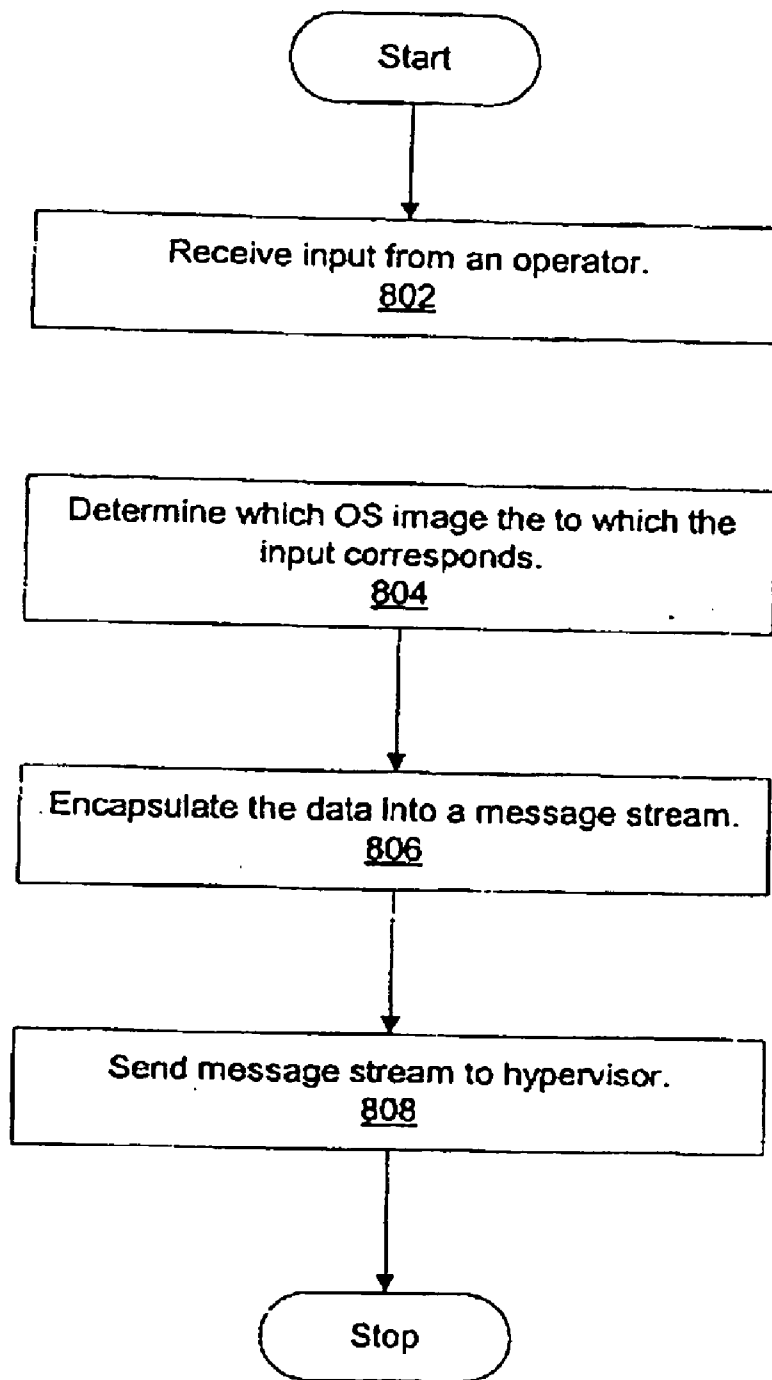 Start
Receive input from an operator.
802
Determine which OS image the to which the
input corresponds.
804
Encapsulate the data into a message stream.
806
Send message stream to hypervisor.
808
Stop